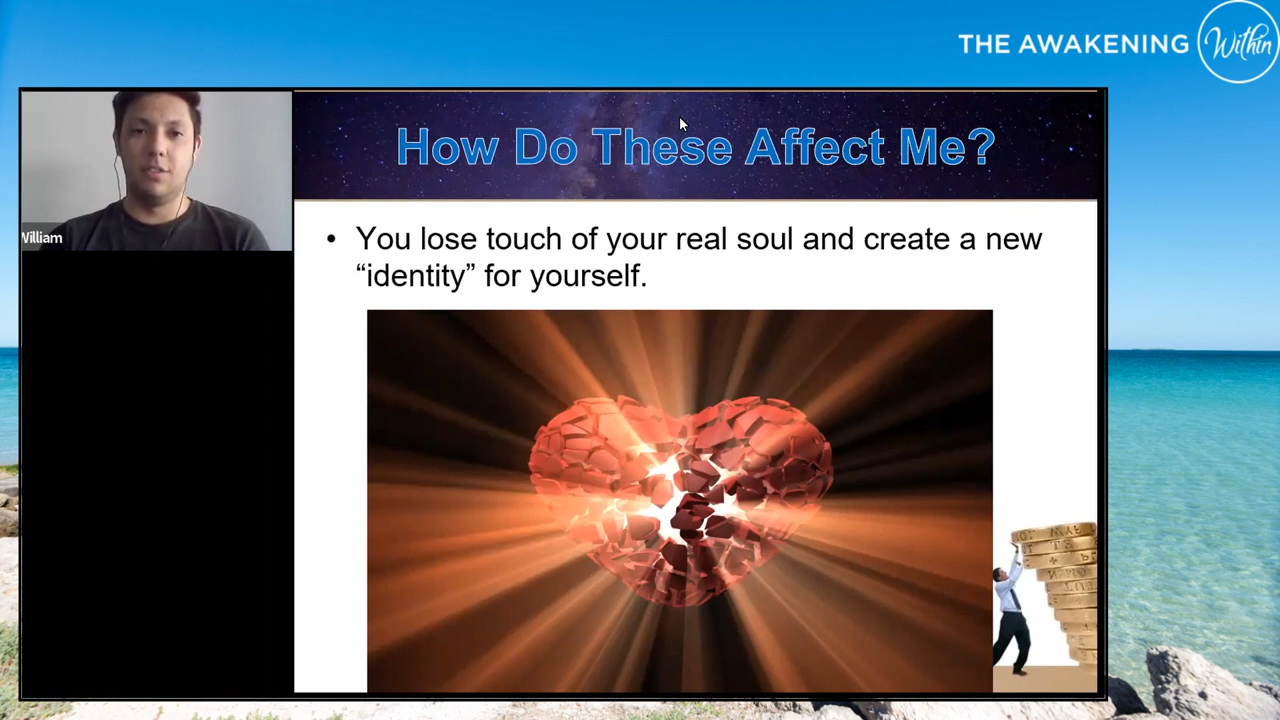 THE AWAKENING Within
How Do These Affect Me?
William
• You lose touch of your real soul and create a new
“identity” for yourself.